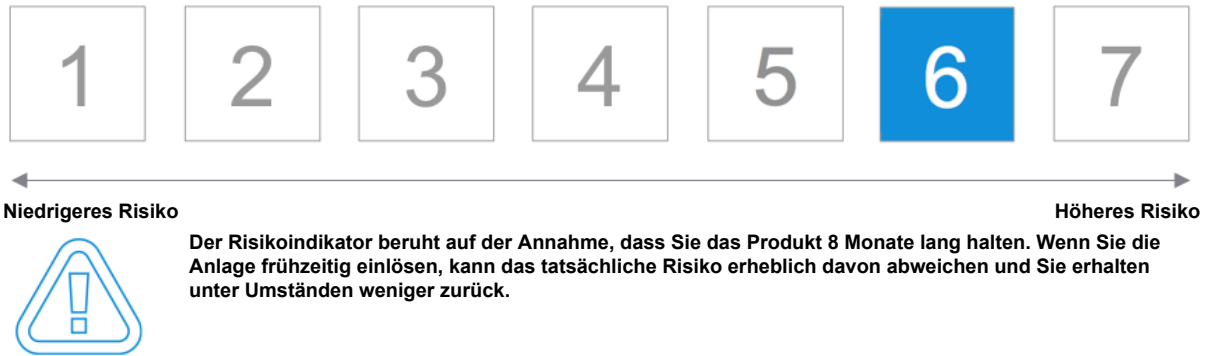 1 2 3 4 5 6 7
Niedrigeres Risiko Höheres Risiko
Der Risikoindikator beruht auf der Annahme, dass Sie das Produkt 8 Monate lang halten. Wenn Sie die
Anlage frühzeitig einlösen, kann das tatsächliche Risiko erheblich davon abweichen und Sie erhalten
unter Umständen weniger zurück.